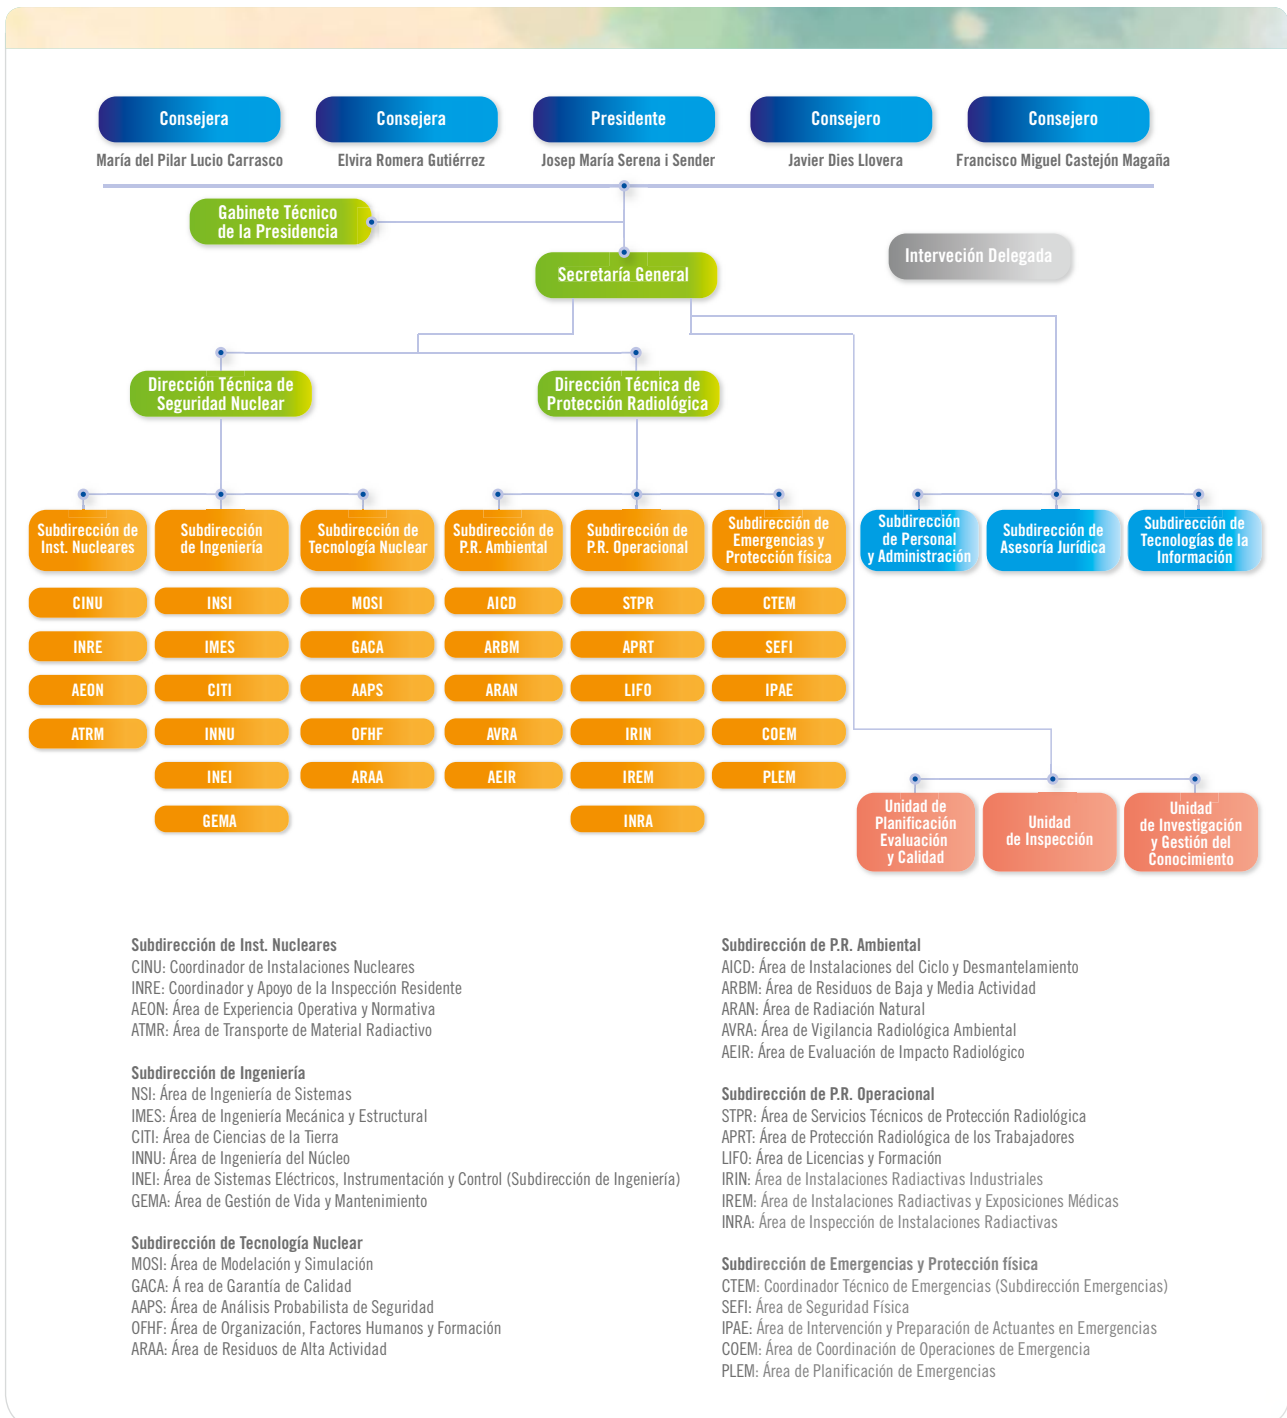 Consejera
Consejera
Presidente
Consejero
Consejero
María del Pilar Lucio Carrasco
Elvira Romera Gutiérrez
Josep María Serena i Sender
Javier Dies Llovera
Francisco Miguel Castejón Magaña
Gabinete Técnico
de la Presidencia
Interveción Delegada
Secretaría General
Dirección Técnica de
Seguridad Nuclear
Dirección Técnica de
Protección Radiológica
Subdirección de
Inst. Nucleares
Subdirección
de Ingeniería
Subdirección de
Tecnología Nuclear
Subdirección de
P.R. Ambiental
Subdirección de
P.R. Operacional
Subdirección de
Emergencias y
Protección física
Subdirección
de Personal
y Administración
Subdirección de
Asesoría Jurídica
Subdirección de
Tecnologías de la
Información
CINU
INSI
MOSI
AICD
STPR
CTEM
INRE
IMES
GACA
ARBM
APRT
SEFI
AEON
CITI
AAPS
ARAN
LIFO
IPAE
ATRM
INNU
OFHF
AVRA
IRIN
COEM
INEI
ARAA
AEIR
IREM
PLEM
GEMA
INRA
Unidad de
Planificación
Evaluación
y Calidad
Unidad
de Inspección
Unidad
de Investigación
y Gestión del
Conocimiento
Subdirección de Inst. Nucleares
CINU: Coordinador de Instalaciones Nucleares
INRE: Coordinador y Apoyo de la Inspección Residente
AEON: Área de Experiencia Operativa y Normativa
ATMR: Área de Transporte de Material Radiactivo
Subdirección de Ingeniería
NSI: Área de Ingeniería de Sistemas
IMES: Área de Ingeniería Mecánica y Estructural
CITI: Área de Ciencias de la Tierra
INNU: Área de Ingeniería del Núcleo
INEI: Área de Sistemas Eléctricos, Instrumentación y Control (Subdirección de Ingeniería)
GEMA: Área de Gestión de Vida y Mantenimiento
Subdirección de Tecnología Nuclear
MOSI: Área de Modelación y Simulación
GACA: Á rea de Garantía de Calidad
AAPS: Área de Análisis Probabilista de Seguridad
OFHF: Área de Organización, Factores Humanos y Formación
ARAA: Área de Residuos de Alta Actividad
Subdirección de P.R. Ambiental
AICD: Área de Instalaciones del Ciclo y Desmantelamiento
ARBM: Área de Residuos de Baja y Media Actividad
ARAN: Área de Radiación Natural
AVRA: Área de Vigilancia Radiológica Ambiental
AEIR: Área de Evaluación de Impacto Radiológico
Subdirección de P.R. Operacional
STPR: Área de Servicios Técnicos de Protección Radiológica
APRT: Área de Protección Radiológica de los Trabajadores
LIFO: Área de Licencias y Formación
IRIN: Área de Instalaciones Radiactivas Industriales
IREM: Área de Instalaciones Radiactivas y Exposiciones Médicas
INRA: Área de Inspección de Instalaciones Radiactivas
Subdirección de Emergencias y Protección física
CTEM: Coordinador Técnico de Emergencias (Subdirección Emergencias)
SEFI: Área de Seguridad Física
IPAE: Área de Intervención y Preparación de Actuantes en Emergencias
COEM: Área de Coordinación de Operaciones de Emergencia
PLEM: Área de Planificación de Emergencias